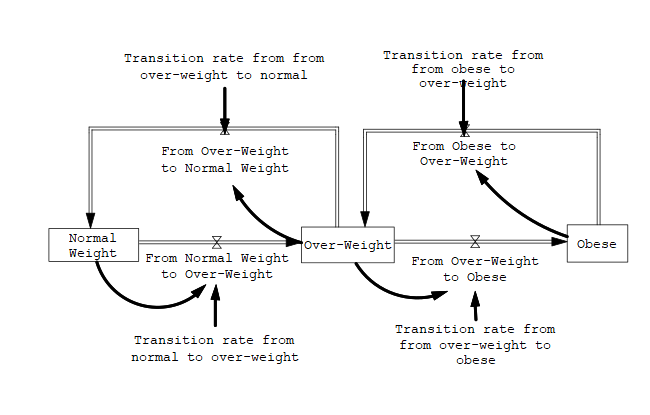 Transition rate from from
over-weight to normal
Transition rate from
from obese to
over-weight
From Over-Weight
to Normal Weight
From Obese to
Over-Weight
Normal
Weight
Over-Weight
Obese
From Normal Weight
to Over-Weight
From Over-Weight
to Obese
Transition rate from
normal to over-weight
Transition rate from
from over-weight to
obese